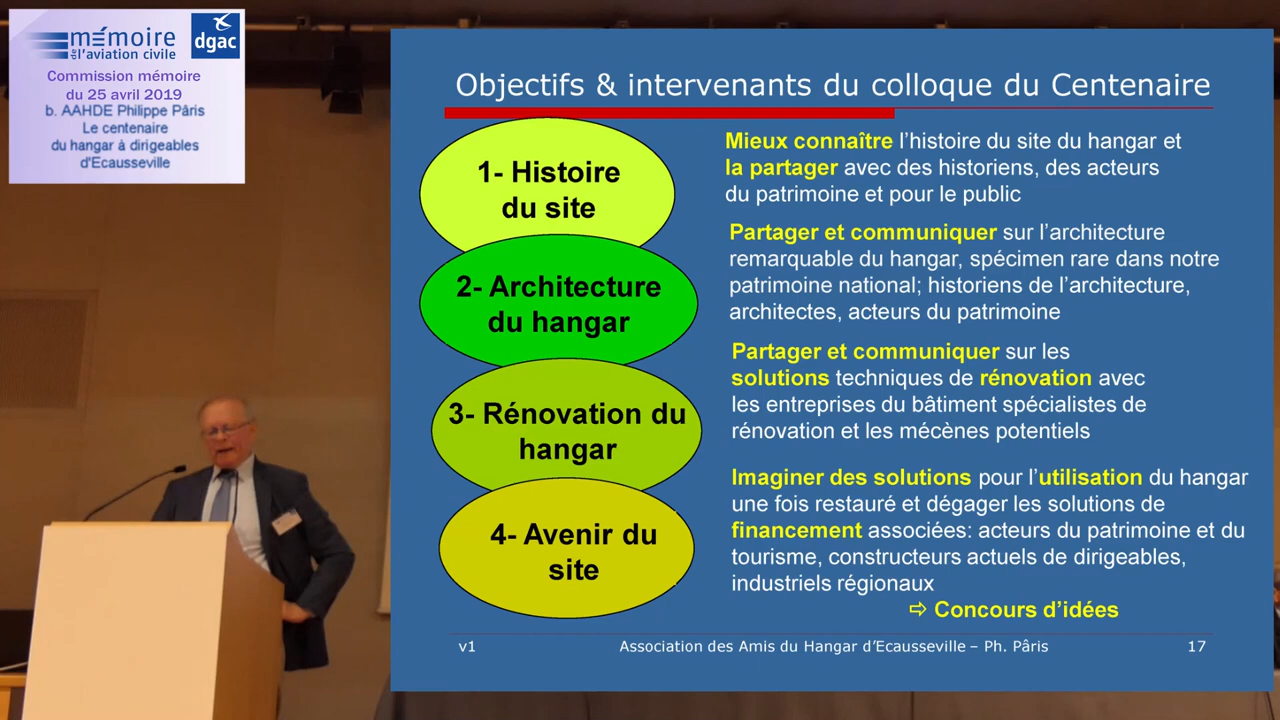 mémoire
de l'aviation civile
dgac
Commission mémoire
du 25 avril 2019
b. AAHDE Philippe Pâris
Le centenaire
du hangar à dirigeables
d'Ecausseville
Objectifs & intervenants du colloque du Centenaire
1- Histoire
du site
Mieux connaître l'histoire du site du hangar et
la partager avec des historiens, des acteurs
du patrimoine et pour le public
2- Architecture
du hangar
Partager et communiquer sur l'architecture
remarquable du hangar, spécimen rare dans notre
patrimoine national; historiens de l'architecture,
architectes, acteurs du patrimoine
3- Rénovation du
hangar
Partager et communiquer sur les
solutions techniques de rénovation avec
les entreprises du bâtiment spécialistes de
rénovation et les mécènes potentiels
4- Avenir du
site
Imaginer des solutions pour l'utilisation du hangar
une fois restauré et dégager les solutions de
financement associées: acteurs du patrimoine et du
tourisme, constructeurs actuels de dirigeables,
industriels régionaux
⇨ Concours d'idées
v1 Association des Amis du Hangar d'Ecausseville – Ph. Pâris 17